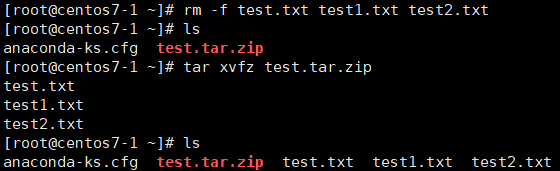 [root@centos7-1 ~]# rm -f test.txt test1.txt test2.txt
[root@centos7-1 ~]# ls
anaconda-ks.cfg  test.tar.zip
[root@centos7-1 ~]# tar xvfz test.tar.zip
test.txt
test1.txt
test2.txt
[root@centos7-1 ~]# ls
anaconda-ks.cfg  test.tar.zip  test.txt  test1.txt  test2.txt